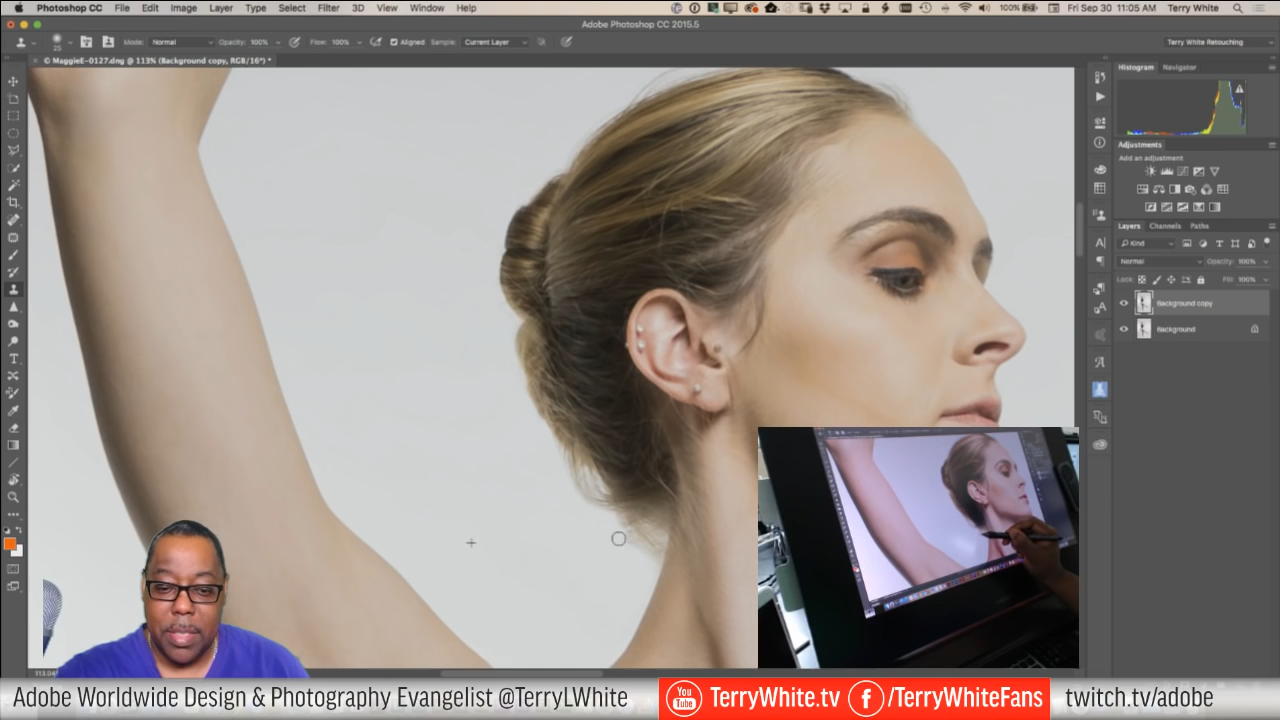 Photoshop CC File Edit Image Layer Type Select Filter 3D View Window Help 100% Fri Sep 30 11:05 AM Terry White
Adobe Photoshop CC 2015.5
25 Mode: Normal Opacity: 100% Flow: 100% Aligned Sample: Current Layer Terry White Retouching
© MaggieE-0127.dng @ 113% (Background copy, RGB/16*) *
Histogram Navigator
Adjustments
Add an adjustment
Layers Channels Paths
Kind
Normal Opacity: 100%
Lock: Fill: 100%
Background copy
Background
Adobe Worldwide Design & Photography Evangelist @TerryLWhite You Tube TerryWhite.tv f /TerryWhiteFans twitch.tv/adobe